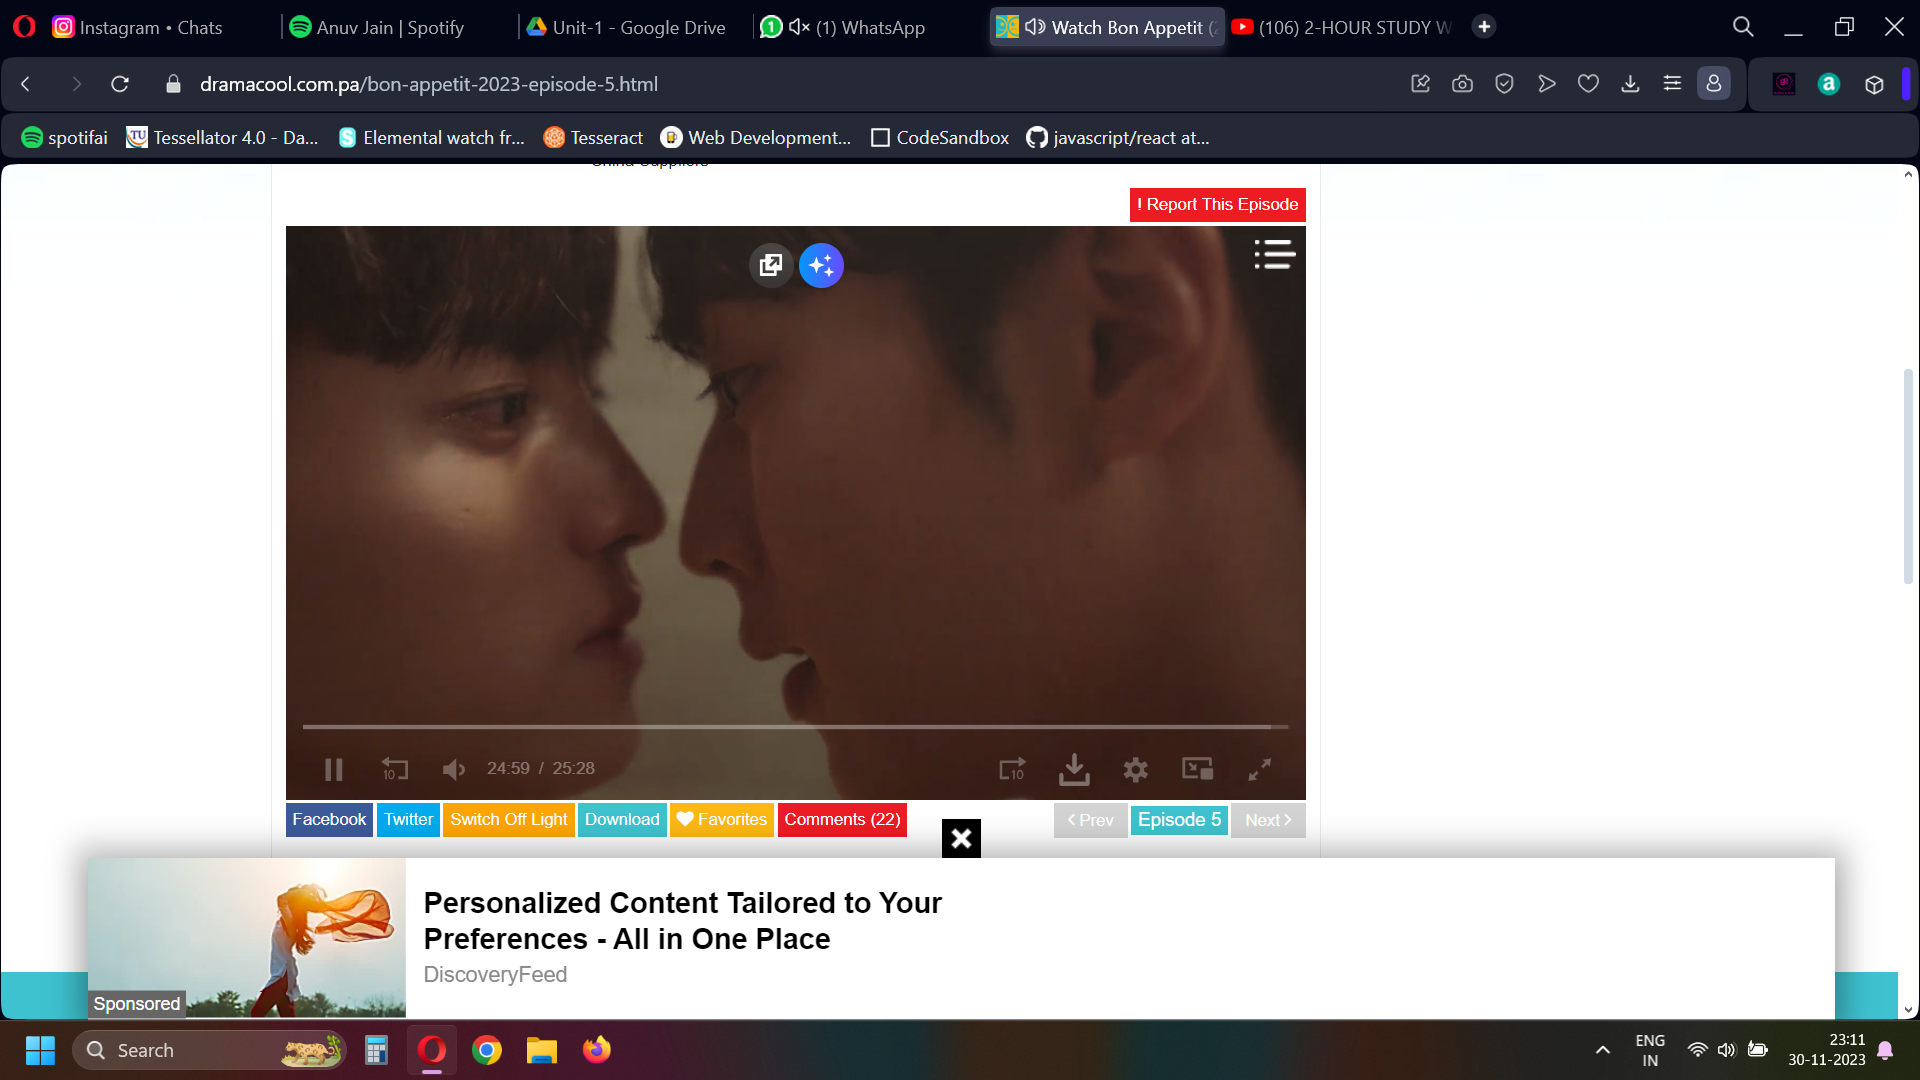 Instagram • Chats
Anuv Jain | Spotify
Unit-1 - Google Drive
(1) WhatsApp
Watch Bon Appetit (
(106) 2-HOUR STUDY W
dramacool.com.pa/bon-appetit-2023-episode-5.html
spotifai
Tessellator 4.0 - Da...
Elemental watch fr...
Tesseract
Web Development...
CodeSandbox
javascript/react at...
! Report This Episode
10
24:59 / 25:28
10
Facebook
Twitter
Switch Off Light
Download
Favorites
Comments (22)
Prev
Episode 5
Next
Personalized Content Tailored to Your
Preferences - All in One Place
DiscoveryFeed
Sponsored
Search
ENG
IN
23:11
30-11-2023